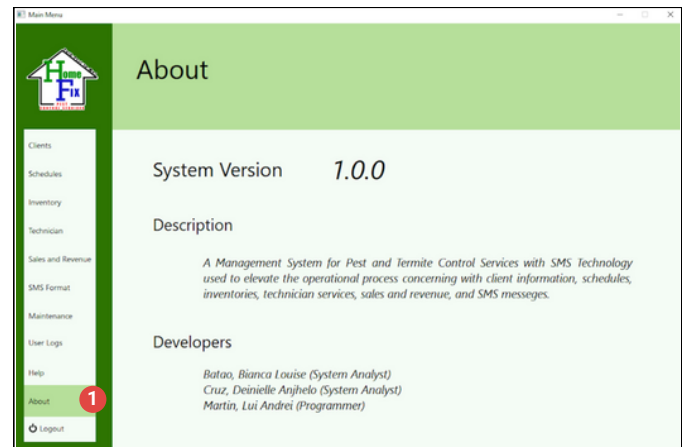 Main Menu
Home
Fix
PEST
CONTROL SERVICES
About
Clients
Schedules
Inventory
Technician
Sales and Revenue
SMS Format
Maintenance
User Logs
Help
About
1
Logout
System Version 1.0.0
Description
A Management System for Pest and Termite Control Services with SMS Technology
used to elevate the operational process concerning with client information, schedules,
inventories, technician services, sales and revenue, and SMS messeges.
Developers
Batao, Bianca Louise (System Analyst)
Cruz, Deinielle Anjhelo (System Analyst)
Martin, Lui Andrei (Programmer)